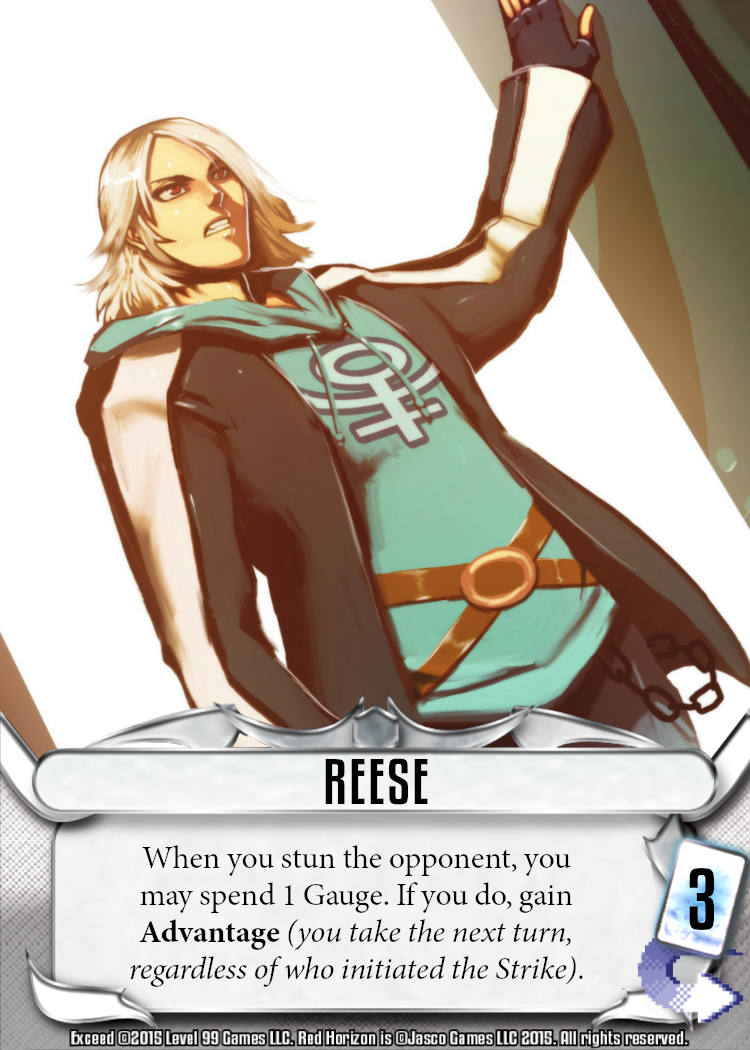 REESE
When you stun the opponent, you
may spend 1 Gauge. If you do, gain
Advantage (you take the next turn,
regardless of who initiated the Strike).
3
Exceed ©2015 Level 99 Games LLC. Red Horizon is ©Jasco Games LLC 2015. All rights reserved.